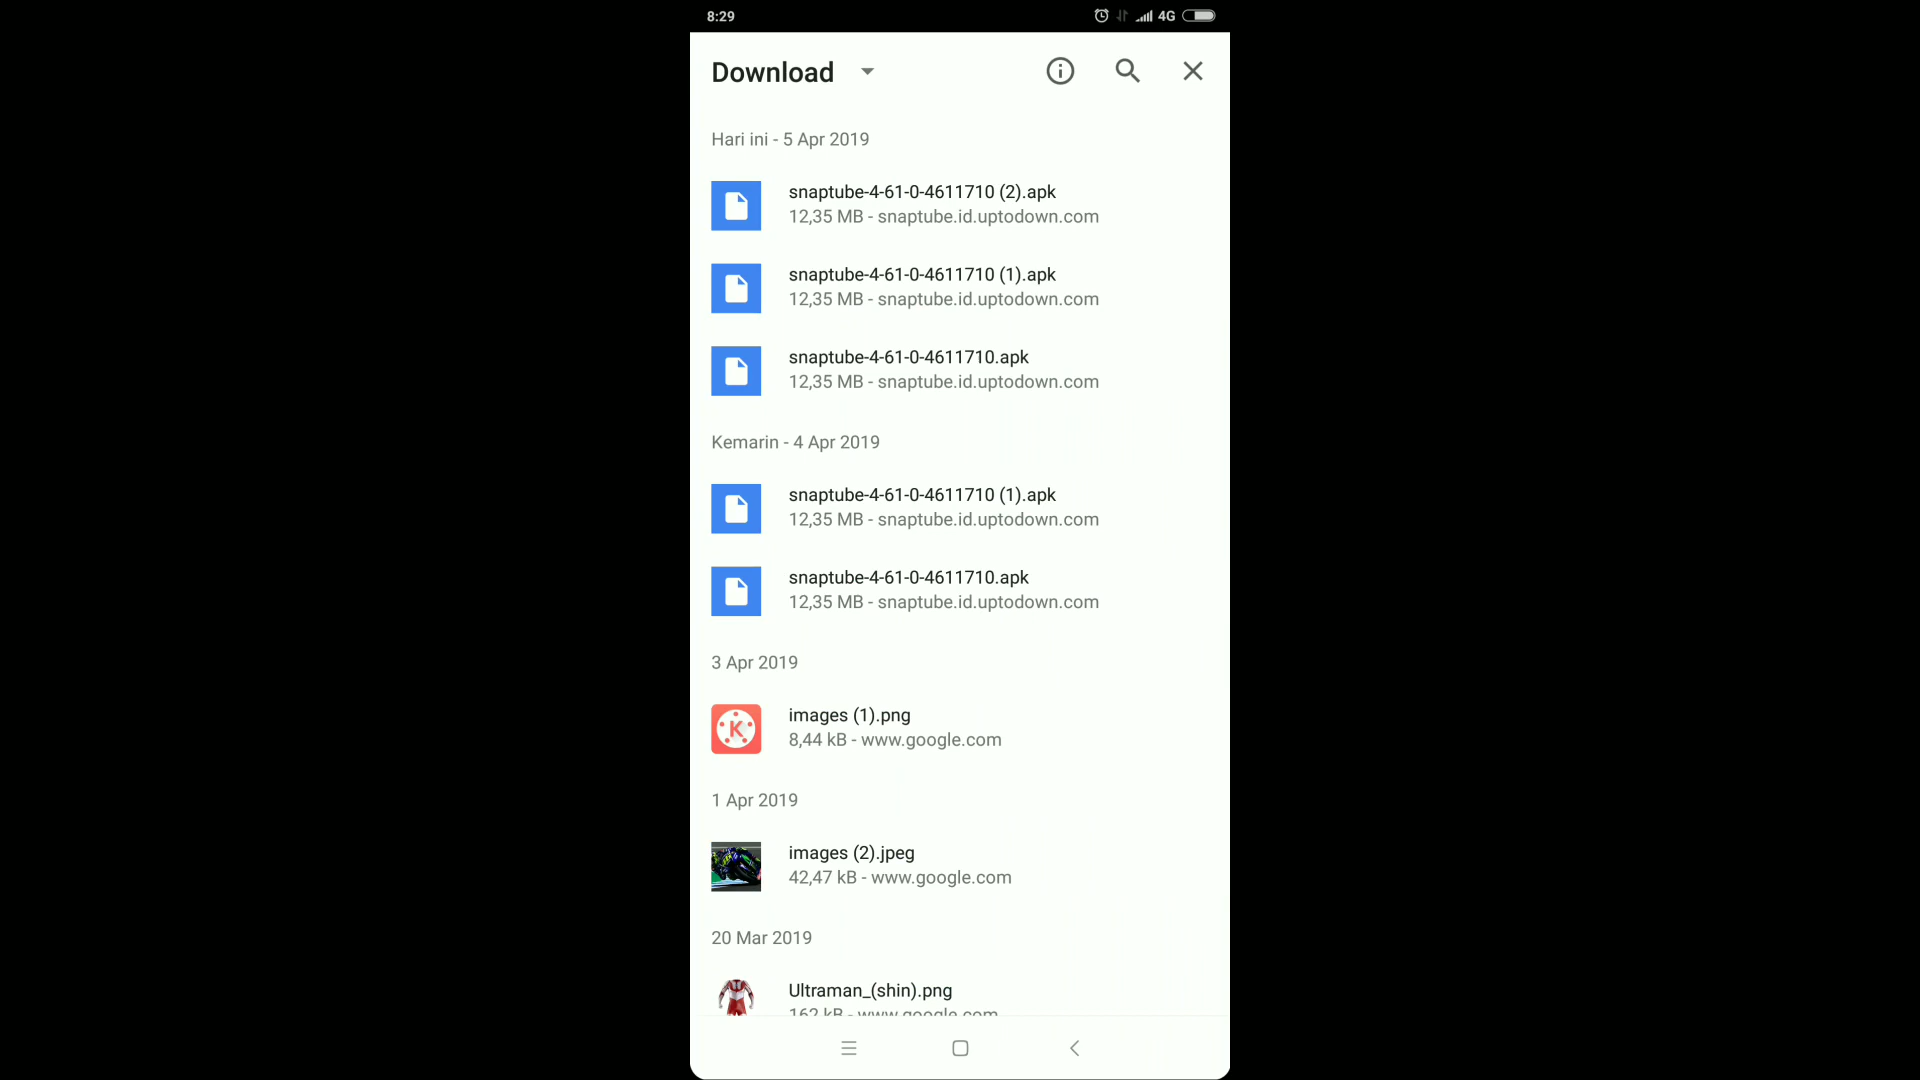 8:29
4G
Download
Hari ini - 5 Apr 2019
snaptube-4-61-0-4611710 (2).apk
12,35 MB - snaptube.id.uptodown.com
snaptube-4-61-0-4611710 (1).apk
12,35 MB - snaptube.id.uptodown.com
snaptube-4-61-0-4611710.apk
12,35 MB - snaptube.id.uptodown.com
Kemarin - 4 Apr 2019
snaptube-4-61-0-4611710 (1).apk
12,35 MB - snaptube.id.uptodown.com
snaptube-4-61-0-4611710.apk
12,35 MB - snaptube.id.uptodown.com
3 Apr 2019
K
images (1).png
8,44 kB - www.google.com
1 Apr 2019
images (2).jpeg
42,47 kB - www.google.com
20 Mar 2019
Ultraman_(shin).png
162 kB - www.google.com